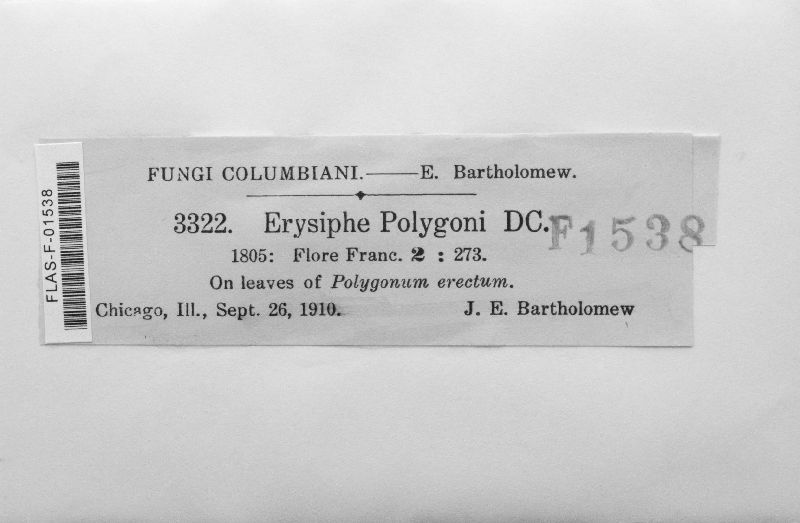 FUNGI COLUMBIANI.——E. Bartholomew.
3322. Erysiphe Polygoni DC.
F1538
1805: Flore Franc. 2 : 273.
On leaves of Polygonum erectum.
Chicago, Ill., Sept. 26, 1910. J. E. Bartholomew
FLAS-F-01538